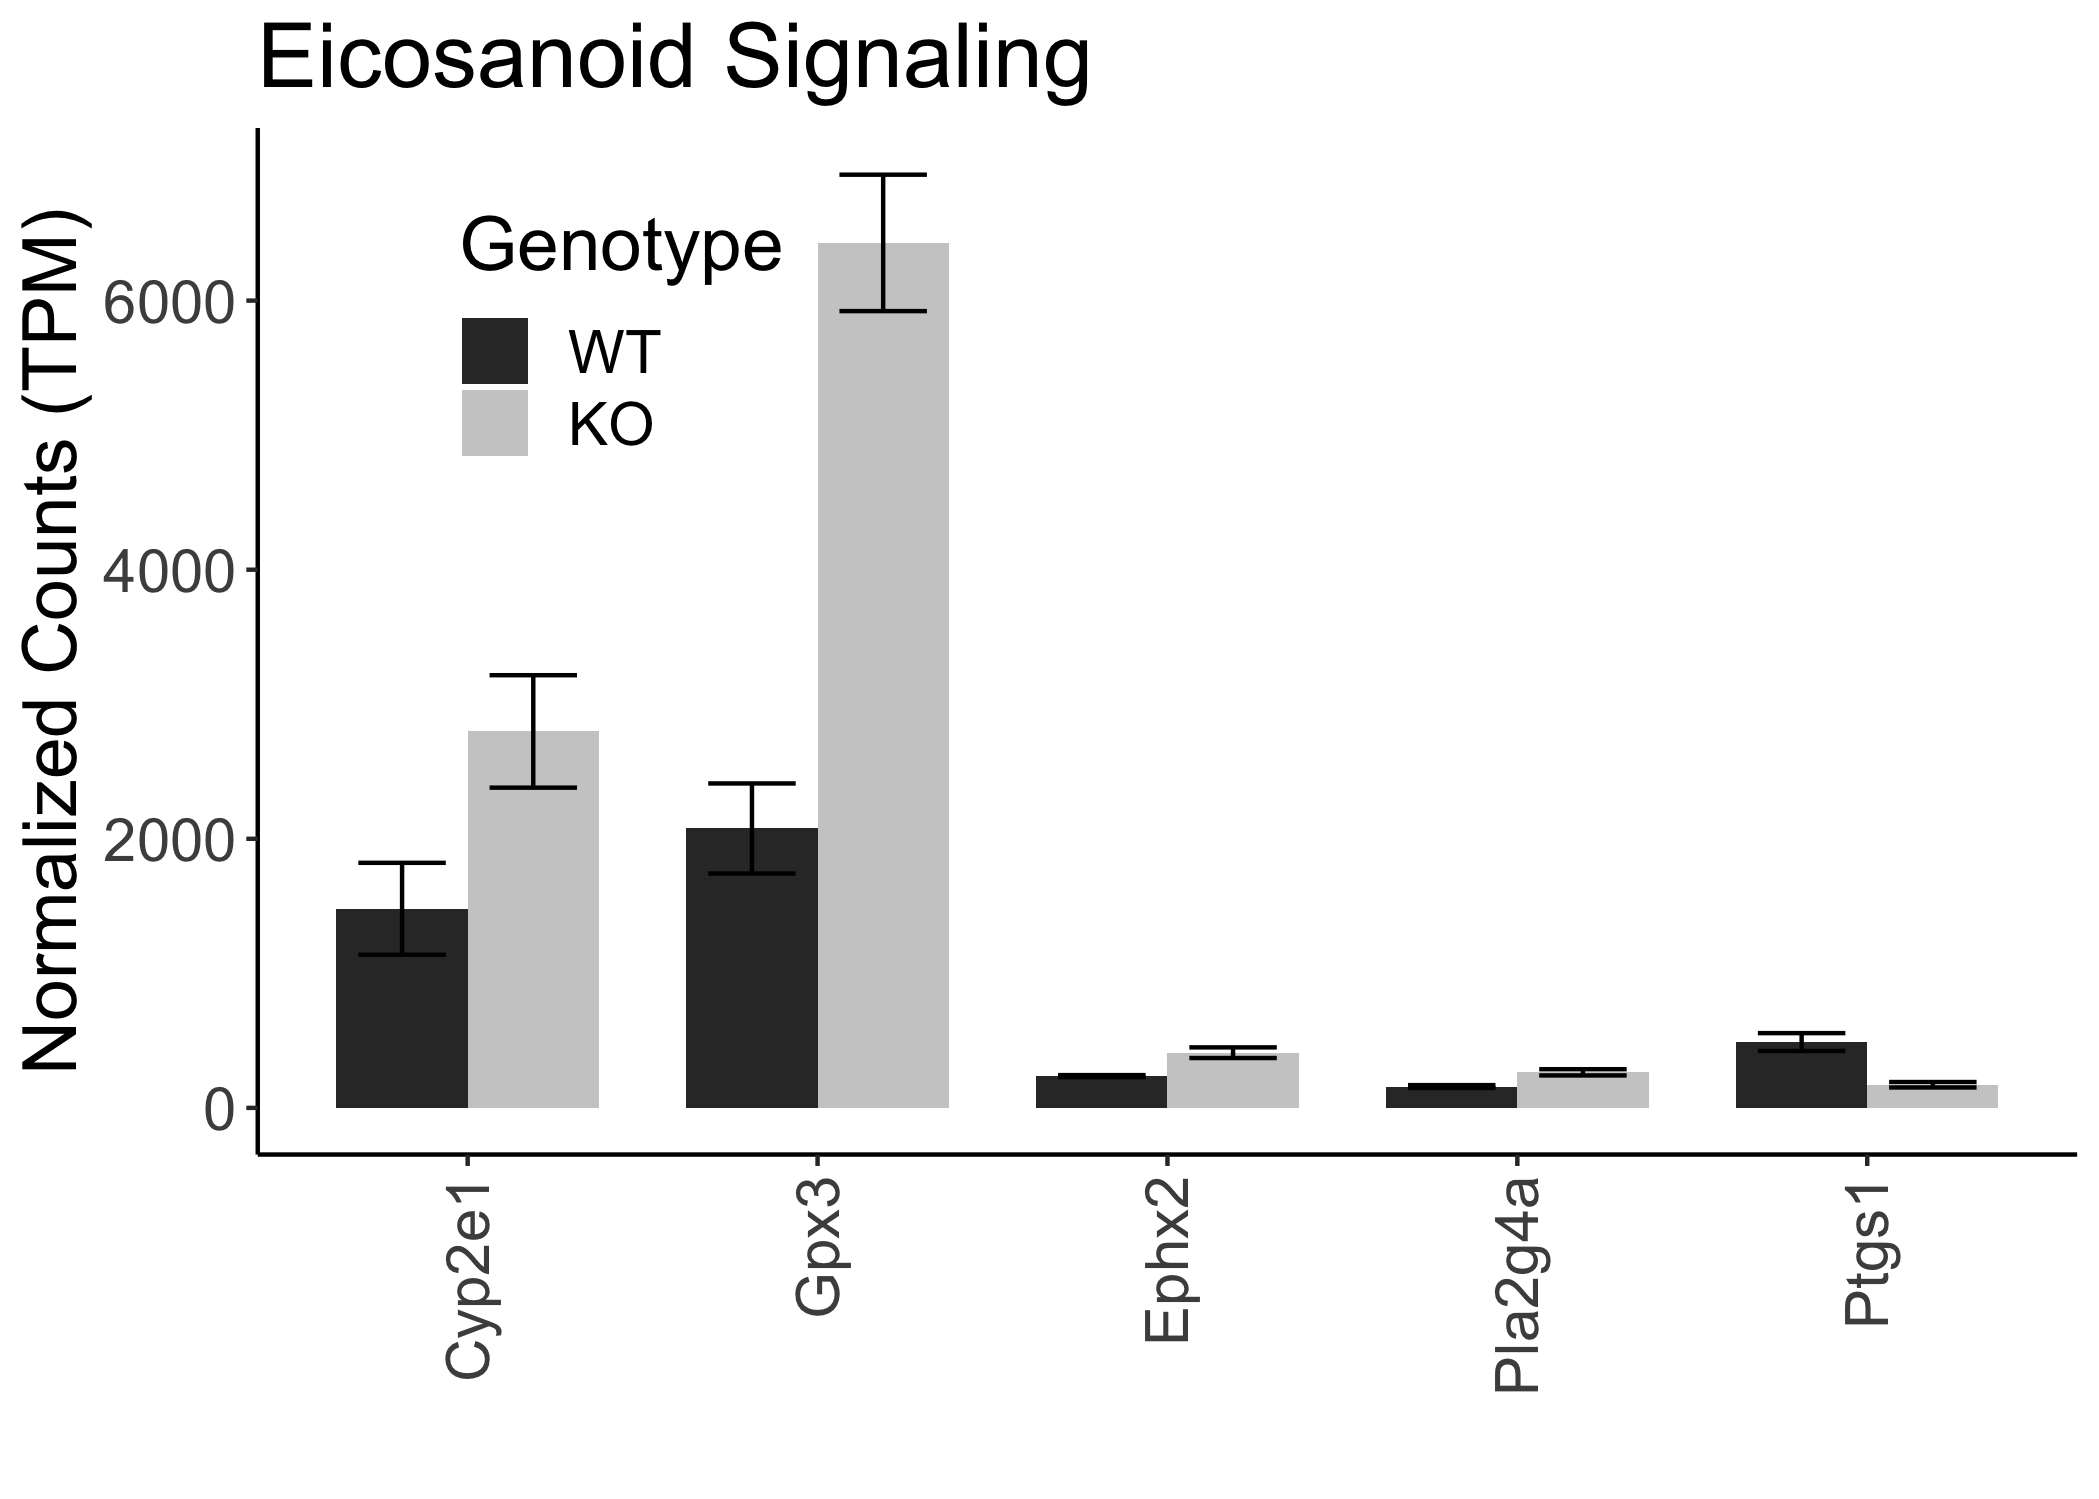 Eicosanoid Signaling
Normalized Counts (TPM)
6000
4000
2000
0
Genotype
WT
KO
Cyp2e1
Gpx3
Ephx2
Pla2g4a
Ptgs1